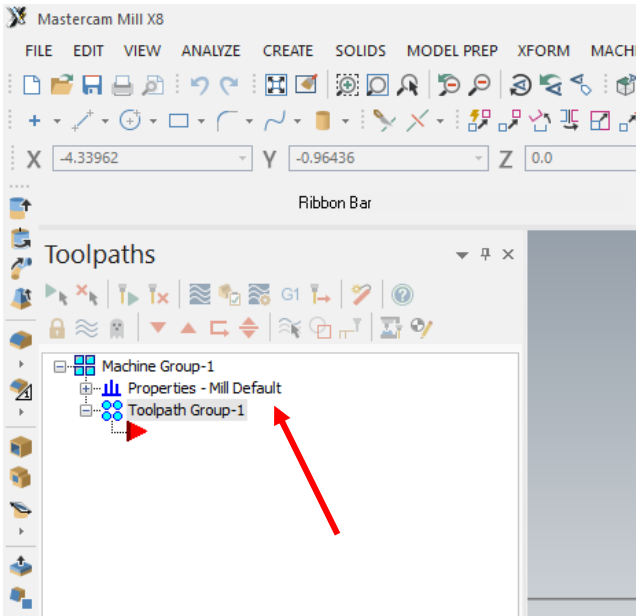 Mastercam Mill X8
FILE EDIT VIEW ANALYZE CREATE SOLIDS MODEL PREP XFORM MACHI
X -4.33962 Y -0.96436 Z 0.0
Ribbon Bar
Toolpaths
G1
Machine Group-1
Properties - Mill Default
Toolpath Group-1